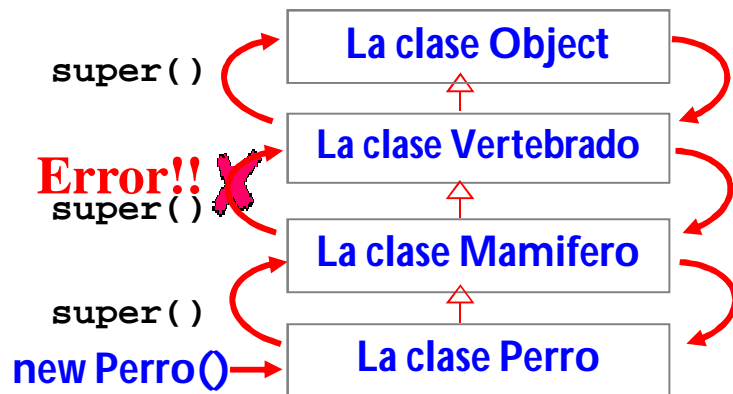 La clase Object
super()
La clase Vertebrado
Error!!
super()
La clase Mamifero
super()
La clase Perro
new Perro()